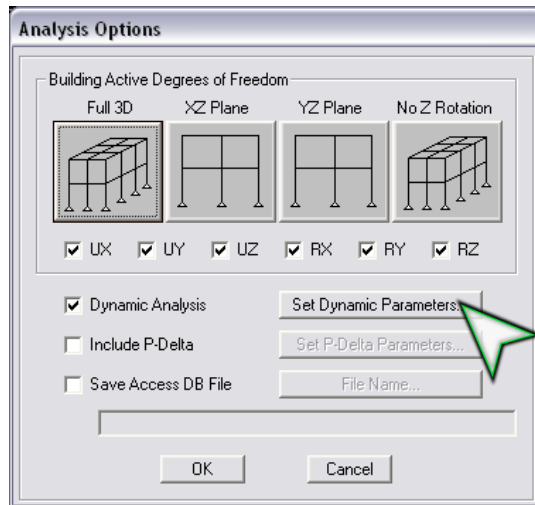 Analysis Options
Building Active Degrees of Freedom
Full 3D XZ Plane YZ Plane No Z Rotation
UX UY UZ RX RY RZ
Dynamic Analysis Set Dynamic Parameters...
Include P-Delta Set P-Delta Parameters...
Save Access DB File File Name...
OK Cancel